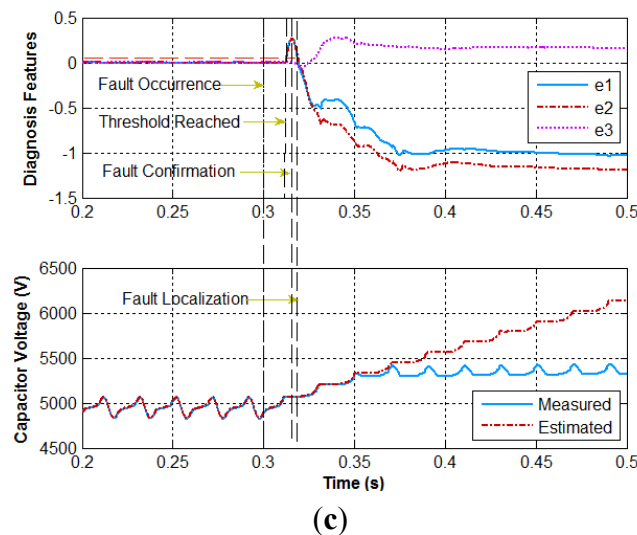 0.5
0
-0.5
-1
-1.5
Diagnosis Features
Fault Occurrence
Threshold Reached
Fault Confirmation
e1
e2
e3
0.2 0.25 0.3 0.35 0.4 0.45 0.5
6500
6000
5500
5000
4500
Capacitor Voltage (V)
Fault Localization
Measured
Estimated
0.2 0.25 0.3 0.35 0.4 0.45 0.5
Time (s)
(c)